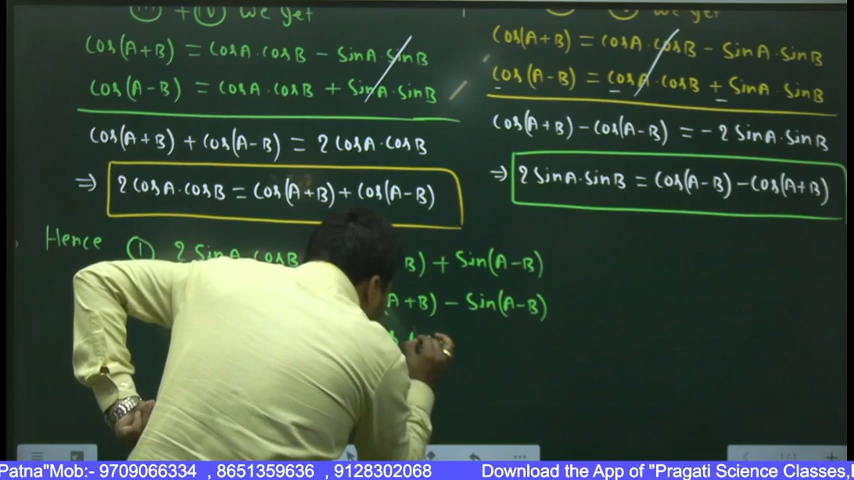 (iii) + (iv) we get
Cos(A+B) = CosA.CosB - SinA.SinB
Cos(A-B) = CosA.CosB + SinA.SinB
Cos(A+B) + Cos(A-B) = 2 CosA.CosB
⇒ 2 CosA.CosB = Cos(A+B) + Cos(A-B)
we get
Cos(A+B) = CosA.CosB - SinA.SinB
Cos(A-B) = CosA.CosB + SinA.SinB
Cos(A+B) - Cos(A-B) = -2 SinA.SinB
⇒ 2 SinA.SinB = Cos(A-B) - Cos(A+B)
Hence ① 2 SinA.CosB B) + Sin(A-B)
A+B) - Sin(A-B)
Patna"Mob:- 9709066334 , 8651359636 , 9128302068 Download the App of "Pragati Science Classes,